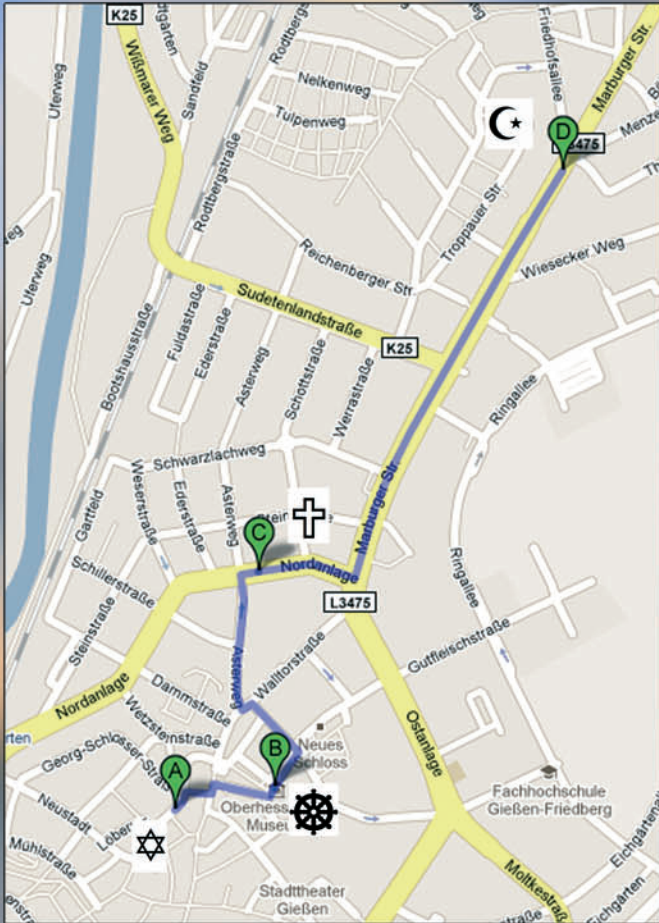 K25
Friedhofsallee
Marburger Str.
Uferweg
Wißmarer Weg
Sandfeld
Rodtbergstraße
Nelkenweg
Tulpenweg
D
Menze
Troppauer Str.
Reichenberger Str.
Wiesecker Weg
Uferweg
Bootshausstraße
Sudetenlandstraße
K25
Fuldastraße
Ederstraße
Asterweg
Schottstraße
Werrastraße
Ringallee
Schwarzlachweg
Marburger Str.
Gartfeld
Weserstraße
Ederstraße
Asterweg
C
Nordanlage
L3475
Schillerstraße
Steinstraße
Ringallee
Gutfleischstraße
Walltorstraße
Asterweg
Dammstraße
Nordanlage
Wetzsteinstraße
Ostanlage
Georg-Schlosser-Straße
A
B
Neues
Schloss
Neustadt
Oberhess
Museu
Fachhochschule
Gießen-Friedberg
Mühlstraße
Stadttheater
Gießen
Moltkestraße
Eichgärtenallee